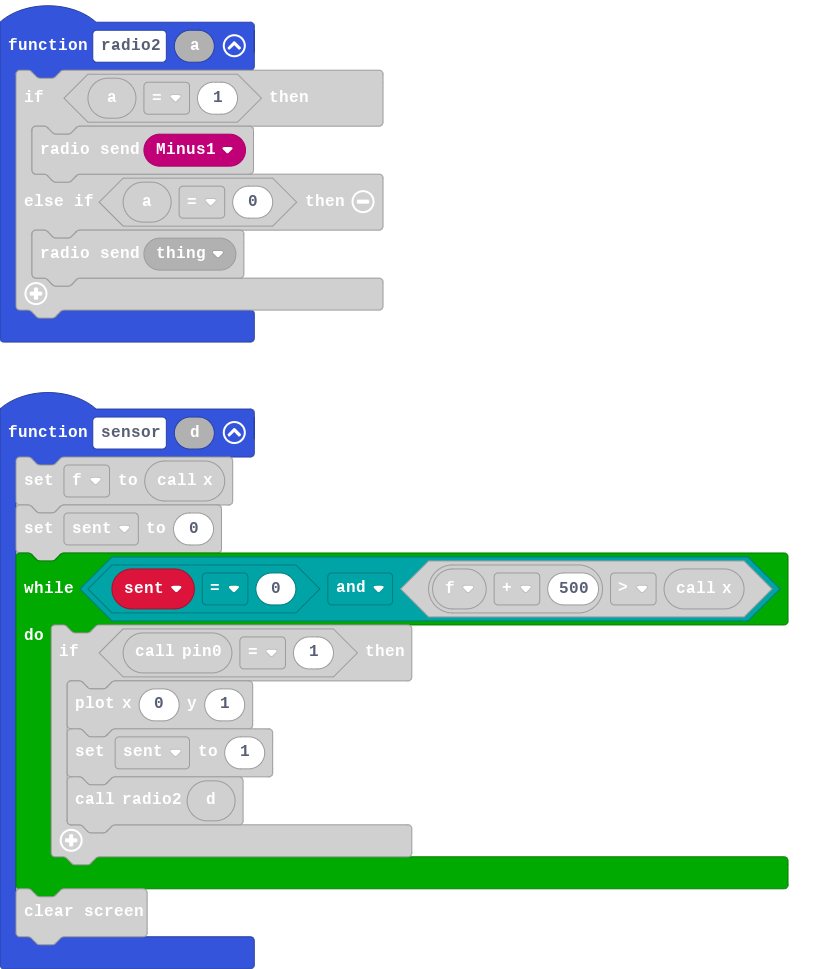 function radio2 a
if a = 1 then
radio send Minus1
else if a = 0 then
radio send thing
function sensor d
set f to call x
set sent to 0
while sent = 0 and f + 500 > call x
do if call pin0 = 1 then
plot x 0 y 1
set sent to 1
call radio2 d
clear screen